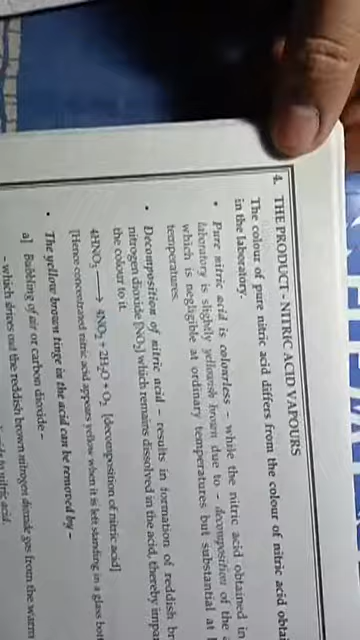 4. THE PRODUCT - NITRIC ACID VAPOURS
The colour of pure nitric acid differs from the colour of nitric acid
in the laboratory.
• Pure nitric acid is colourless – while the nitric acid obtained in
laboratory is slightly yellowish brown due to – decomposition of the
which is negligible at ordinary temperatures but substantial at
temperatures.
• Decomposition of nitric acid – results in formation of reddish
nitrogen dioxide [NO₂] which remains dissolved in the acid, thereby
the colour to it.
4HNO₃ ⟶ 4NO₂ + 2H₂O + O₂ [decomposition of nitric acid]
[Hence concentrated nitric acid appears yellow when it is left standing in a glass
• The yellow brown tinge in the acid can be removed by –
a] Bubbling of air or carbon dioxide –
- which drives out the reddish brown nitrogen dioxide gas from the warm
nitric acid.